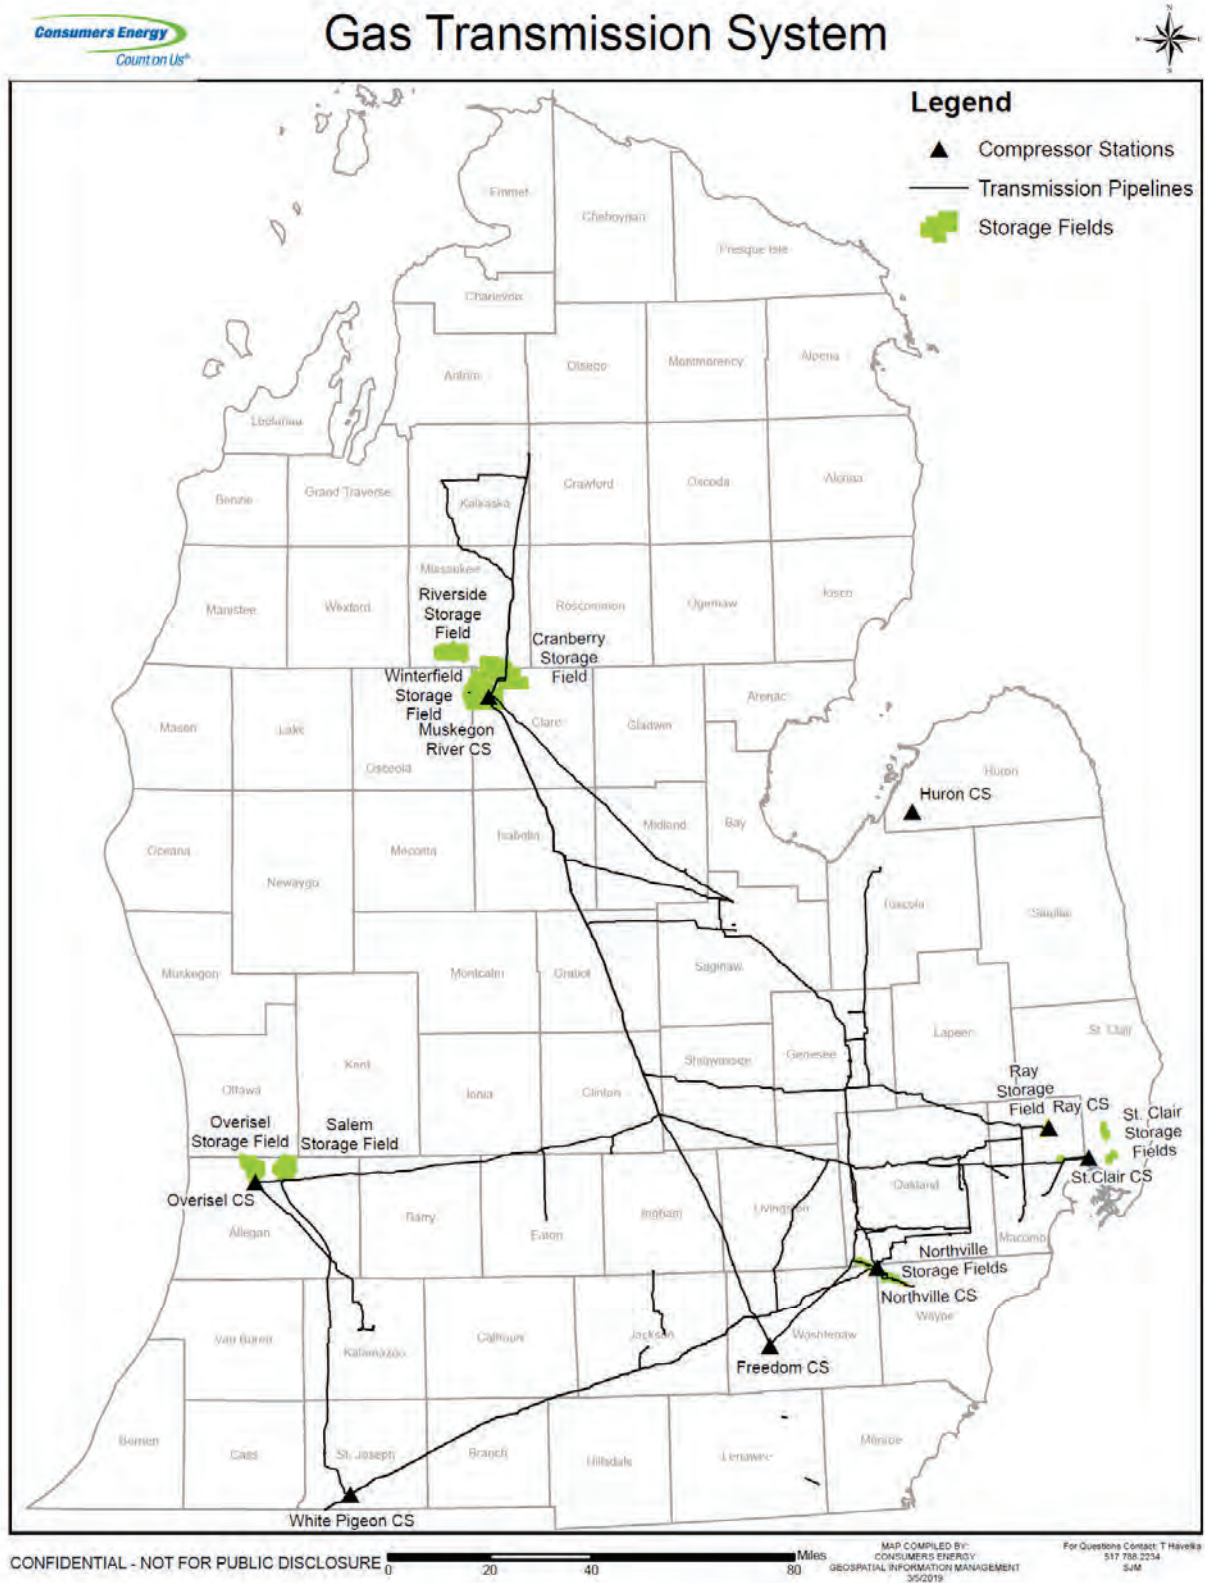 Consumers Energy
Count on Us®
Gas Transmission System
N
Legend
Compressor Stations
Transmission Pipelines
Storage Fields
Emmet
Cheboygan
Presque Isle
Charlevoix
Antrim
Otsego
Montmorency
Alpena
Leelanau
Benzie
Grand Traverse
Kalkaska
Crawford
Oscoda
Alcona
Manistee
Wexford
Missaukee
Roscommon
Ogemaw
Iosco
Riverside
Storage
Field
Cranberry
Storage
Field
Winterfield
Storage
Field
Muskegon
River CS
Mason
Lake
Osceola
Clare
Gladwin
Arenac
Huron
Huron CS
Oceana
Newaygo
Mecosta
Isabella
Midland
Bay
Tuscola
Sanilac
Muskegon
Montcalm
Gratiot
Saginaw
Kent
Ottawa
Ionia
Clinton
Shiawassee
Genesee
Lapeer
St. Clair
Ray
Storage
Field
Ray CS
St. Clair
Storage
Fields
St.Clair CS
Overisel
Storage Field
Salem
Storage Field
Overisel CS
Allegan
Barry
Eaton
Ingham
Livingston
Oakland
Macomb
Northville
Storage Fields
Northville CS
Van Buren
Kalamazoo
Calhoun
Jackson
Washtenaw
Wayne
Freedom CS
Berrien
Cass
St. Joseph
Branch
Hillsdale
Lenawee
Monroe
White Pigeon CS
CONFIDENTIAL - NOT FOR PUBLIC DISCLOSURE
0 20 40 80
Miles
MAP COMPILED BY:
CONSUMERS ENERGY
GEOSPATIAL INFORMATION MANAGEMENT
3/5/2019
For Questions Contact: T Havelka
517 788 2234
SJM